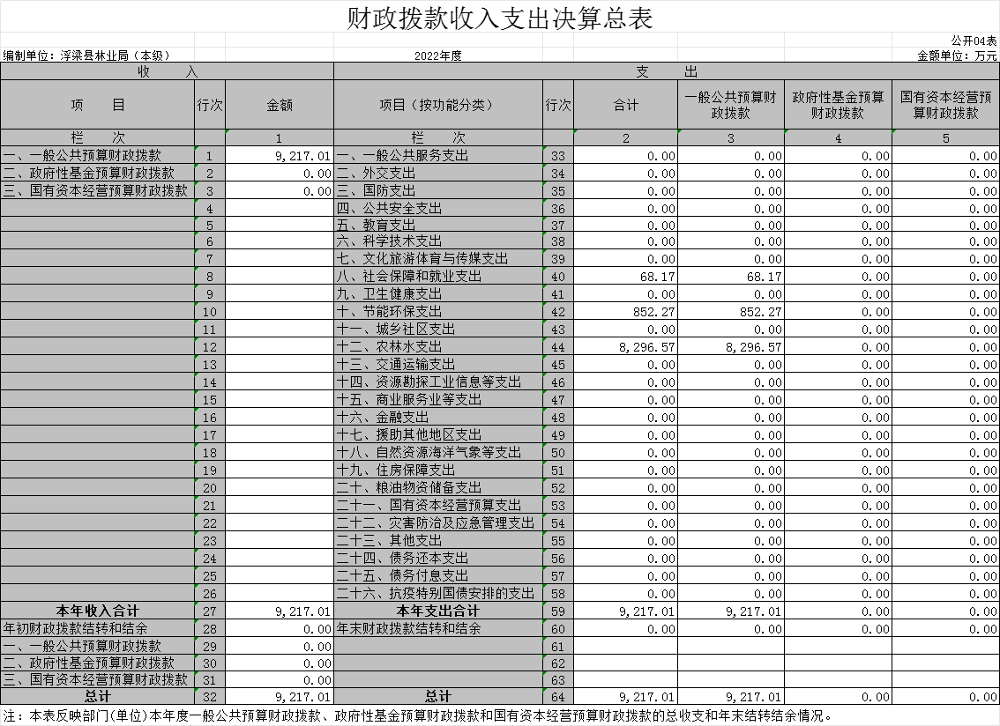 财政拨款收入支出决算总表
公开04表
编制单位：浮梁县林业局（本级） 2022年度 金额单位：万元
收 入 支 出
项 目 行次 金额 项目（按功能分类） 行次 合计 一般公共预算财政拨款 政府性基金预算财政拨款 国有资本经营预算财政拨款
栏 次 1 栏 次 2 3 4 5
一、一般公共预算财政拨款 1 9,217.01 一、一般公共服务支出 33 0.00 0.00 0.00 0.00
二、政府性基金预算财政拨款 2 0.00 二、外交支出 34 0.00 0.00 0.00 0.00
三、国有资本经营预算财政拨款 3 0.00 三、国防支出 35 0.00 0.00 0.00 0.00
4 四、公共安全支出 36 0.00 0.00 0.00 0.00
5 五、教育支出 37 0.00 0.00 0.00 0.00
6 六、科学技术支出 38 0.00 0.00 0.00 0.00
7 七、文化旅游体育与传媒支出 39 0.00 0.00 0.00 0.00
8 八、社会保障和就业支出 40 68.17 68.17 0.00 0.00
9 九、卫生健康支出 41 0.00 0.00 0.00 0.00
10 十、节能环保支出 42 852.27 852.27 0.00 0.00
11 十一、城乡社区支出 43 0.00 0.00 0.00 0.00
12 十二、农林水支出 44 8,296.57 8,296.57 0.00 0.00
13 十三、交通运输支出 45 0.00 0.00 0.00 0.00
14 十四、资源勘探工业信息等支出 46 0.00 0.00 0.00 0.00
15 十五、商业服务业等支出 47 0.00 0.00 0.00 0.00
16 十六、金融支出 48 0.00 0.00 0.00 0.00
17 十七、援助其他地区支出 49 0.00 0.00 0.00 0.00
18 十八、自然资源海洋气象等支出 50 0.00 0.00 0.00 0.00
19 十九、住房保障支出 51 0.00 0.00 0.00 0.00
20 二十、粮油物资储备支出 52 0.00 0.00 0.00 0.00
21 二十一、国有资本经营预算支出 53 0.00 0.00 0.00 0.00
22 二十二、灾害防治及应急管理支出 54 0.00 0.00 0.00 0.00
23 二十三、其他支出 55 0.00 0.00 0.00 0.00
24 二十四、债务还本支出 56 0.00 0.00 0.00 0.00
25 二十五、债务付息支出 57 0.00 0.00 0.00 0.00
26 二十六、抗疫特别国债安排的支出 58 0.00 0.00 0.00 0.00
本年收入合计 27 9,217.01 本年支出合计 59 9,217.01 9,217.01 0.00 0.00
年初财政拨款结转和结余 28 0.00 年末财政拨款结转和结余 60 0.00 0.00 0.00 0.00
一、一般公共预算财政拨款 29 0.00 61
二、政府性基金预算财政拨款 30 0.00 62
三、国有资本经营预算财政拨款 31 0.00 63
总计 32 9,217.01 总计 64 9,217.01 9,217.01 0.00 0.00
注：本表反映部门(单位)本年度一般公共预算财政拨款、政府性基金预算财政拨款和国有资本经营预算财政拨款的总收支和年末结转结余情况。